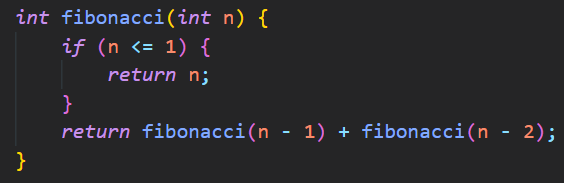 int fibonacci(int n) {
    if (n <= 1) {
        return n;
    }
    return fibonacci(n - 1) + fibonacci(n - 2);
}